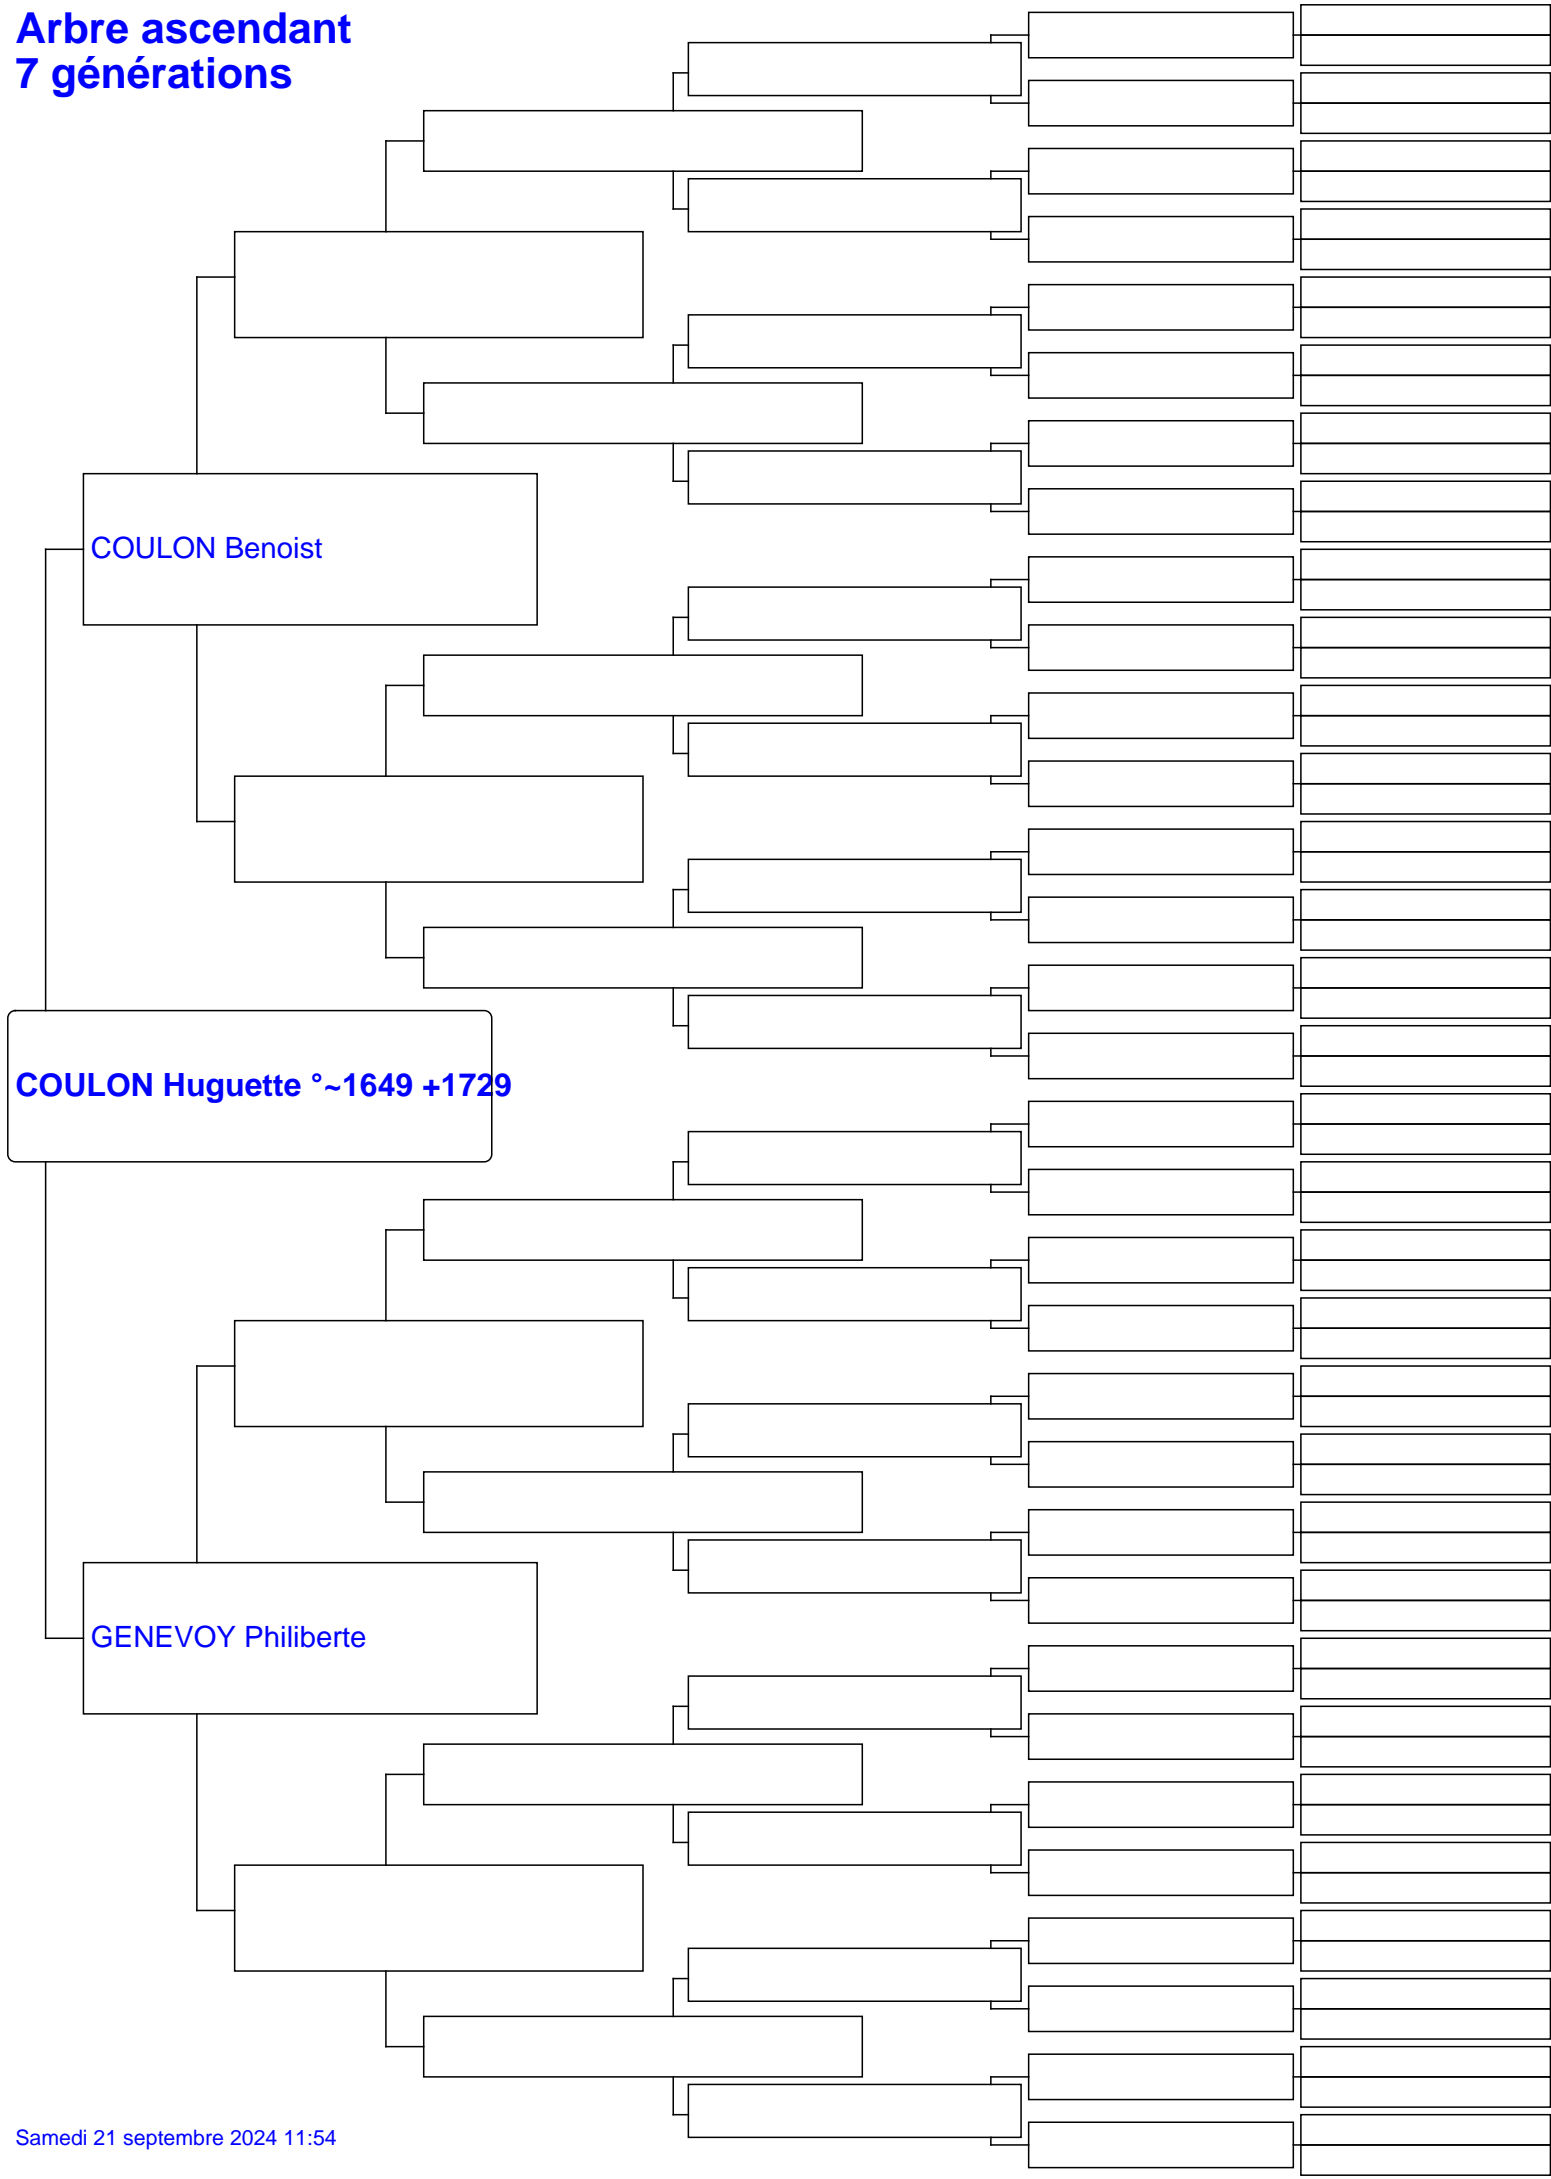 Arbre ascendant
7 générations
COULON Benoist
COULON Huguette °~1649 +1729
GENEVOY Philiberte
Samedi 21 septembre 2024 11:54